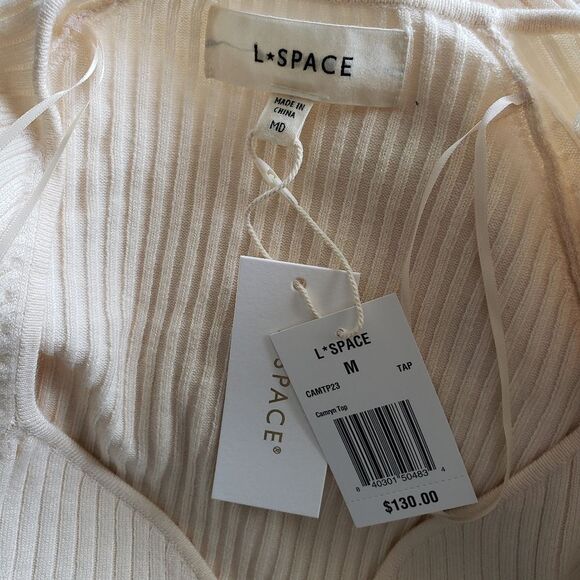 L*SPACE
MADE IN
CHINA
MD
SPACE®
L*SPACE
M
CAMTP23 TAP
Camryn Top
8 40301 50483 4
$130.00